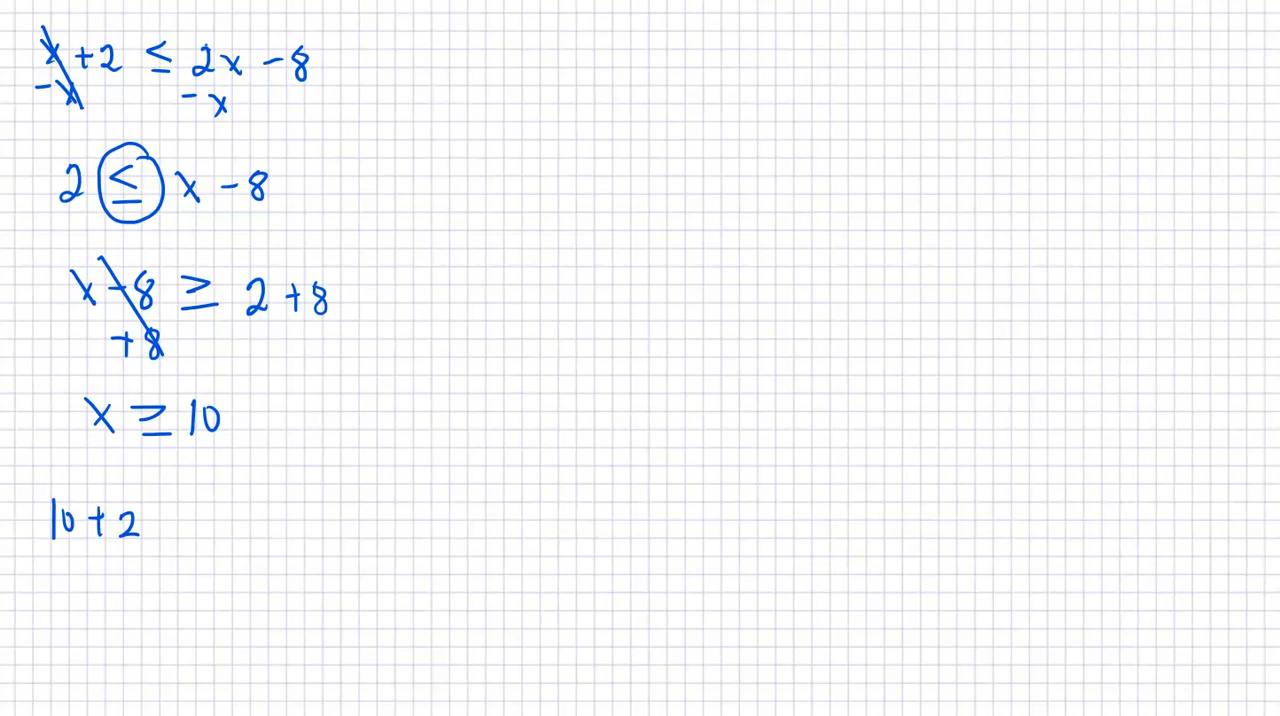 x + 2 ≤ 2x - 8
- x - x
2 ≤ x - 8
x - 8 ≥ 2 + 8
+ 8
x ≥ 10
10 + 2